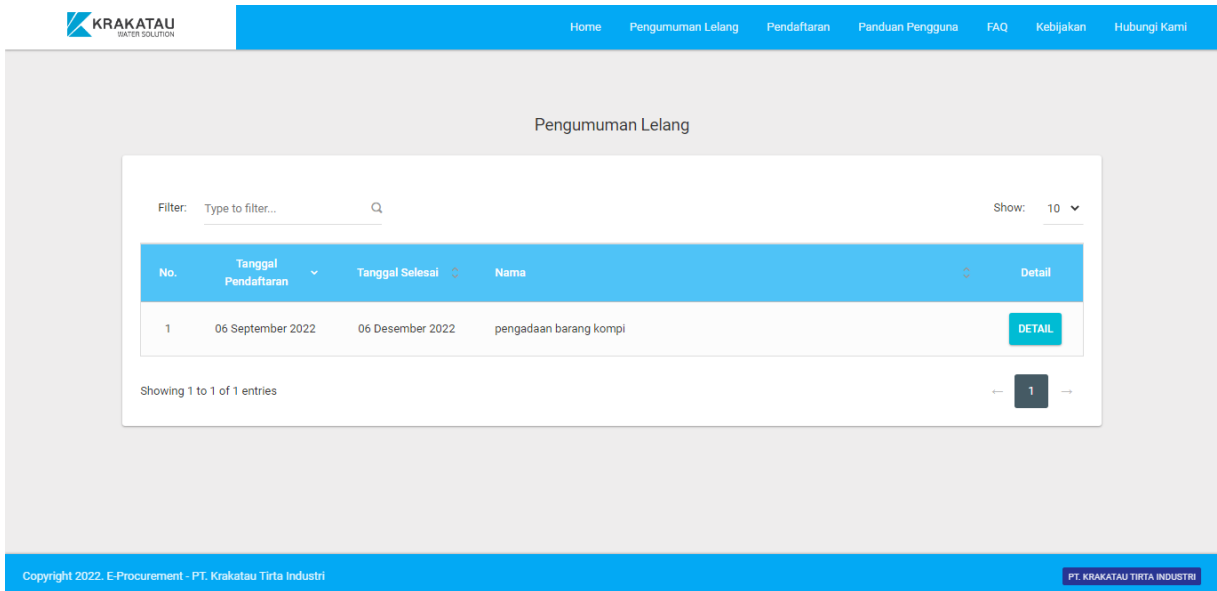 KRAKATAU
WATER SOLUTION
Home Pengumuman Lelang Pendaftaran Panduan Pengguna FAQ Kebijakan Hubungi Kami
Pengumuman Lelang
Filter: Type to filter... Show: 10
No. Tanggal Pendaftaran Tanggal Selesai Nama Detail
1 06 September 2022 06 Desember 2022 pengadaan barang kompi DETAIL
Showing 1 to 1 of 1 entries ← 1 →
Copyright 2022. E-Procurement - PT. Krakatau Tirta Industri PT. KRAKATAU TIRTA INDUSTRI